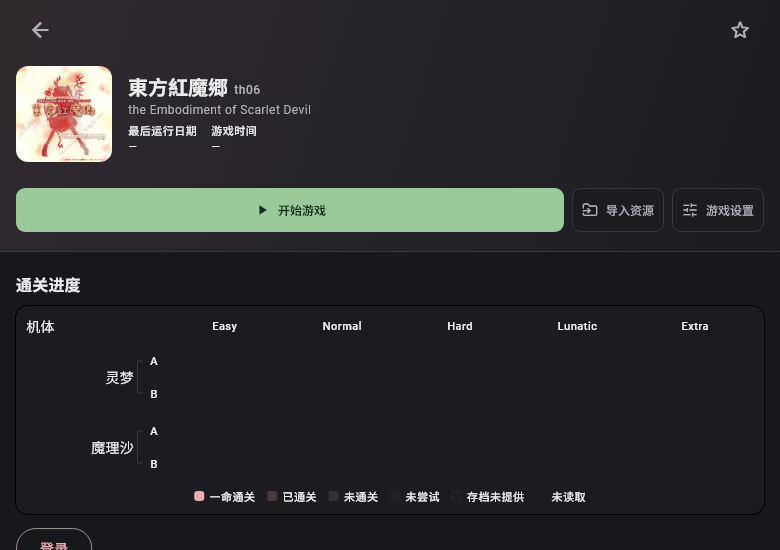 東方紅魔郷 th06
the Embodiment of Scarlet Devil
最后运行日期 游戏时间
— —
开始游戏 导入资源 游戏设置
通关进度
机体 Easy Normal Hard Lunatic Extra
A
灵梦
B
A
魔理沙
B
一命通关 已通关 未通关 未尝试 存档未提供 未读取
登录